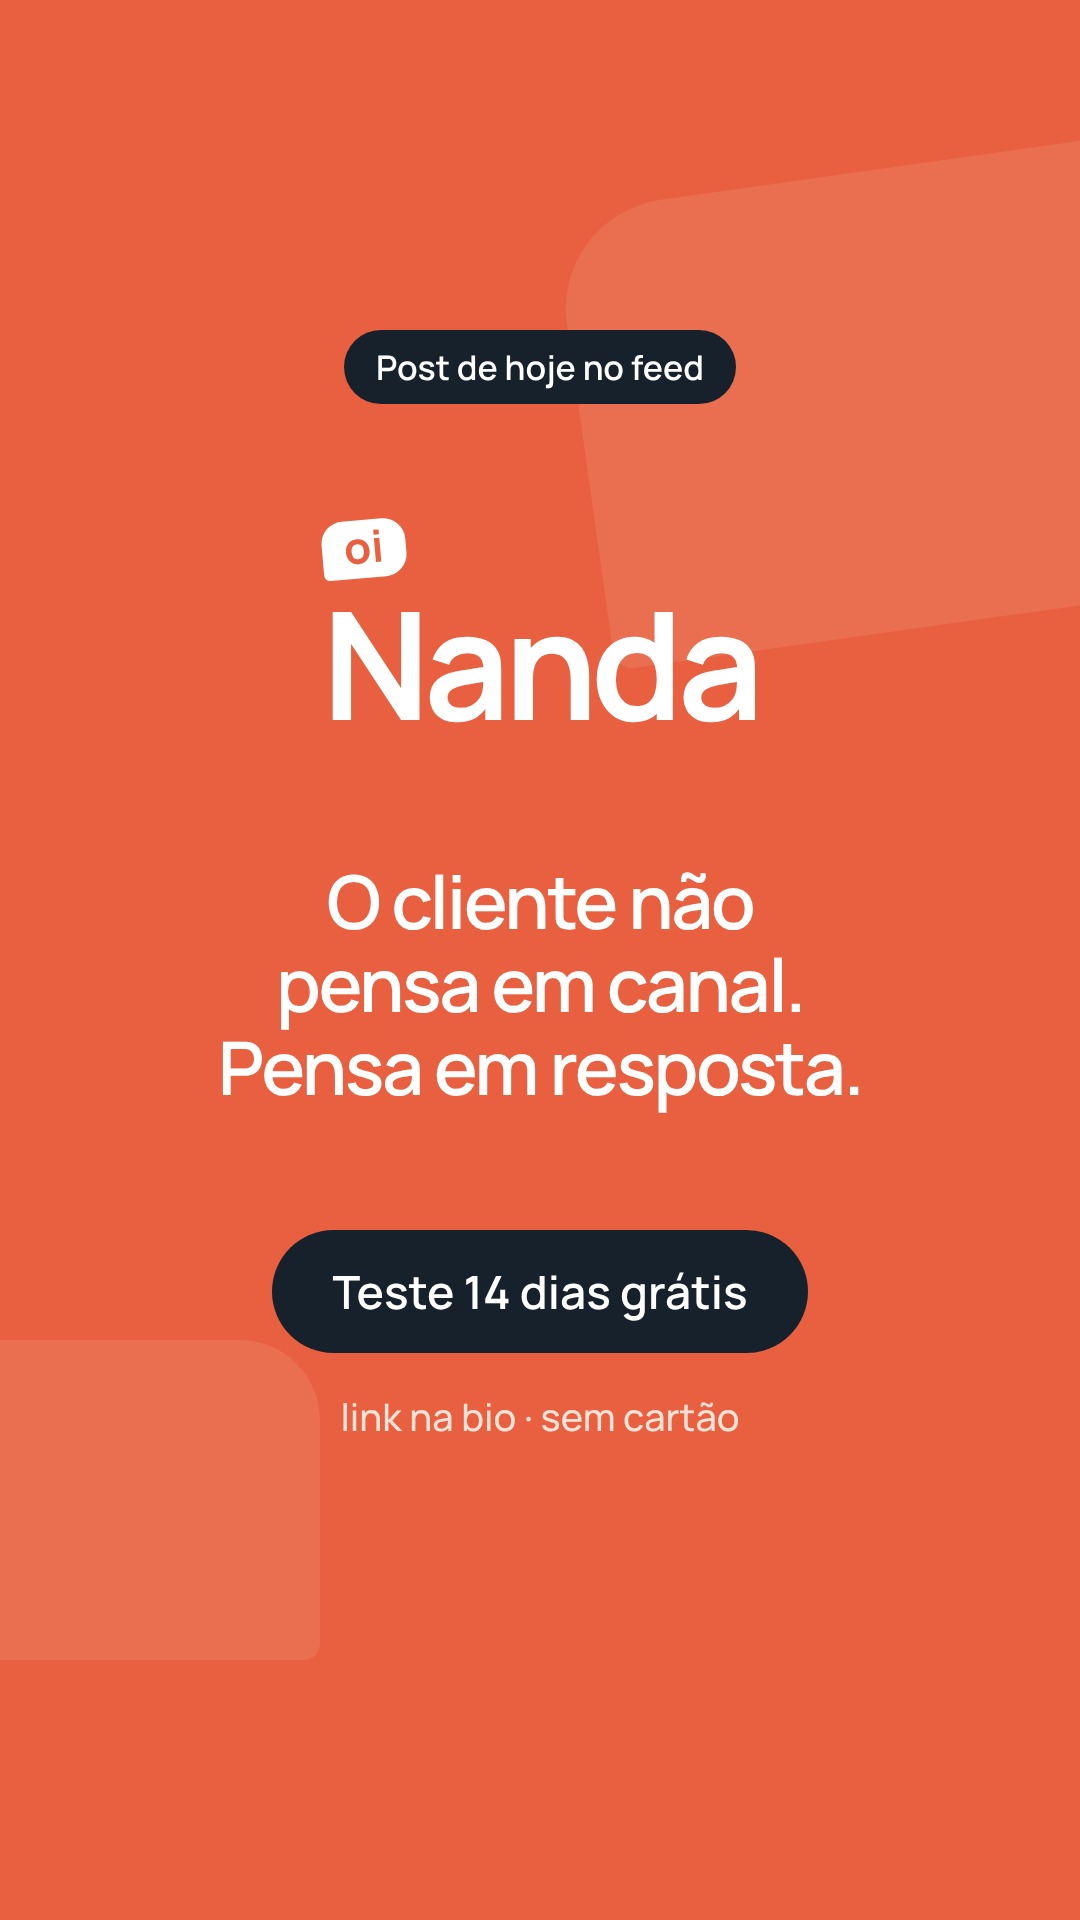 Post de hoje no feed
oi
Nanda
O cliente não
pensa em canal.
Pensa em resposta.
Teste 14 dias grátis
link na bio · sem cartão